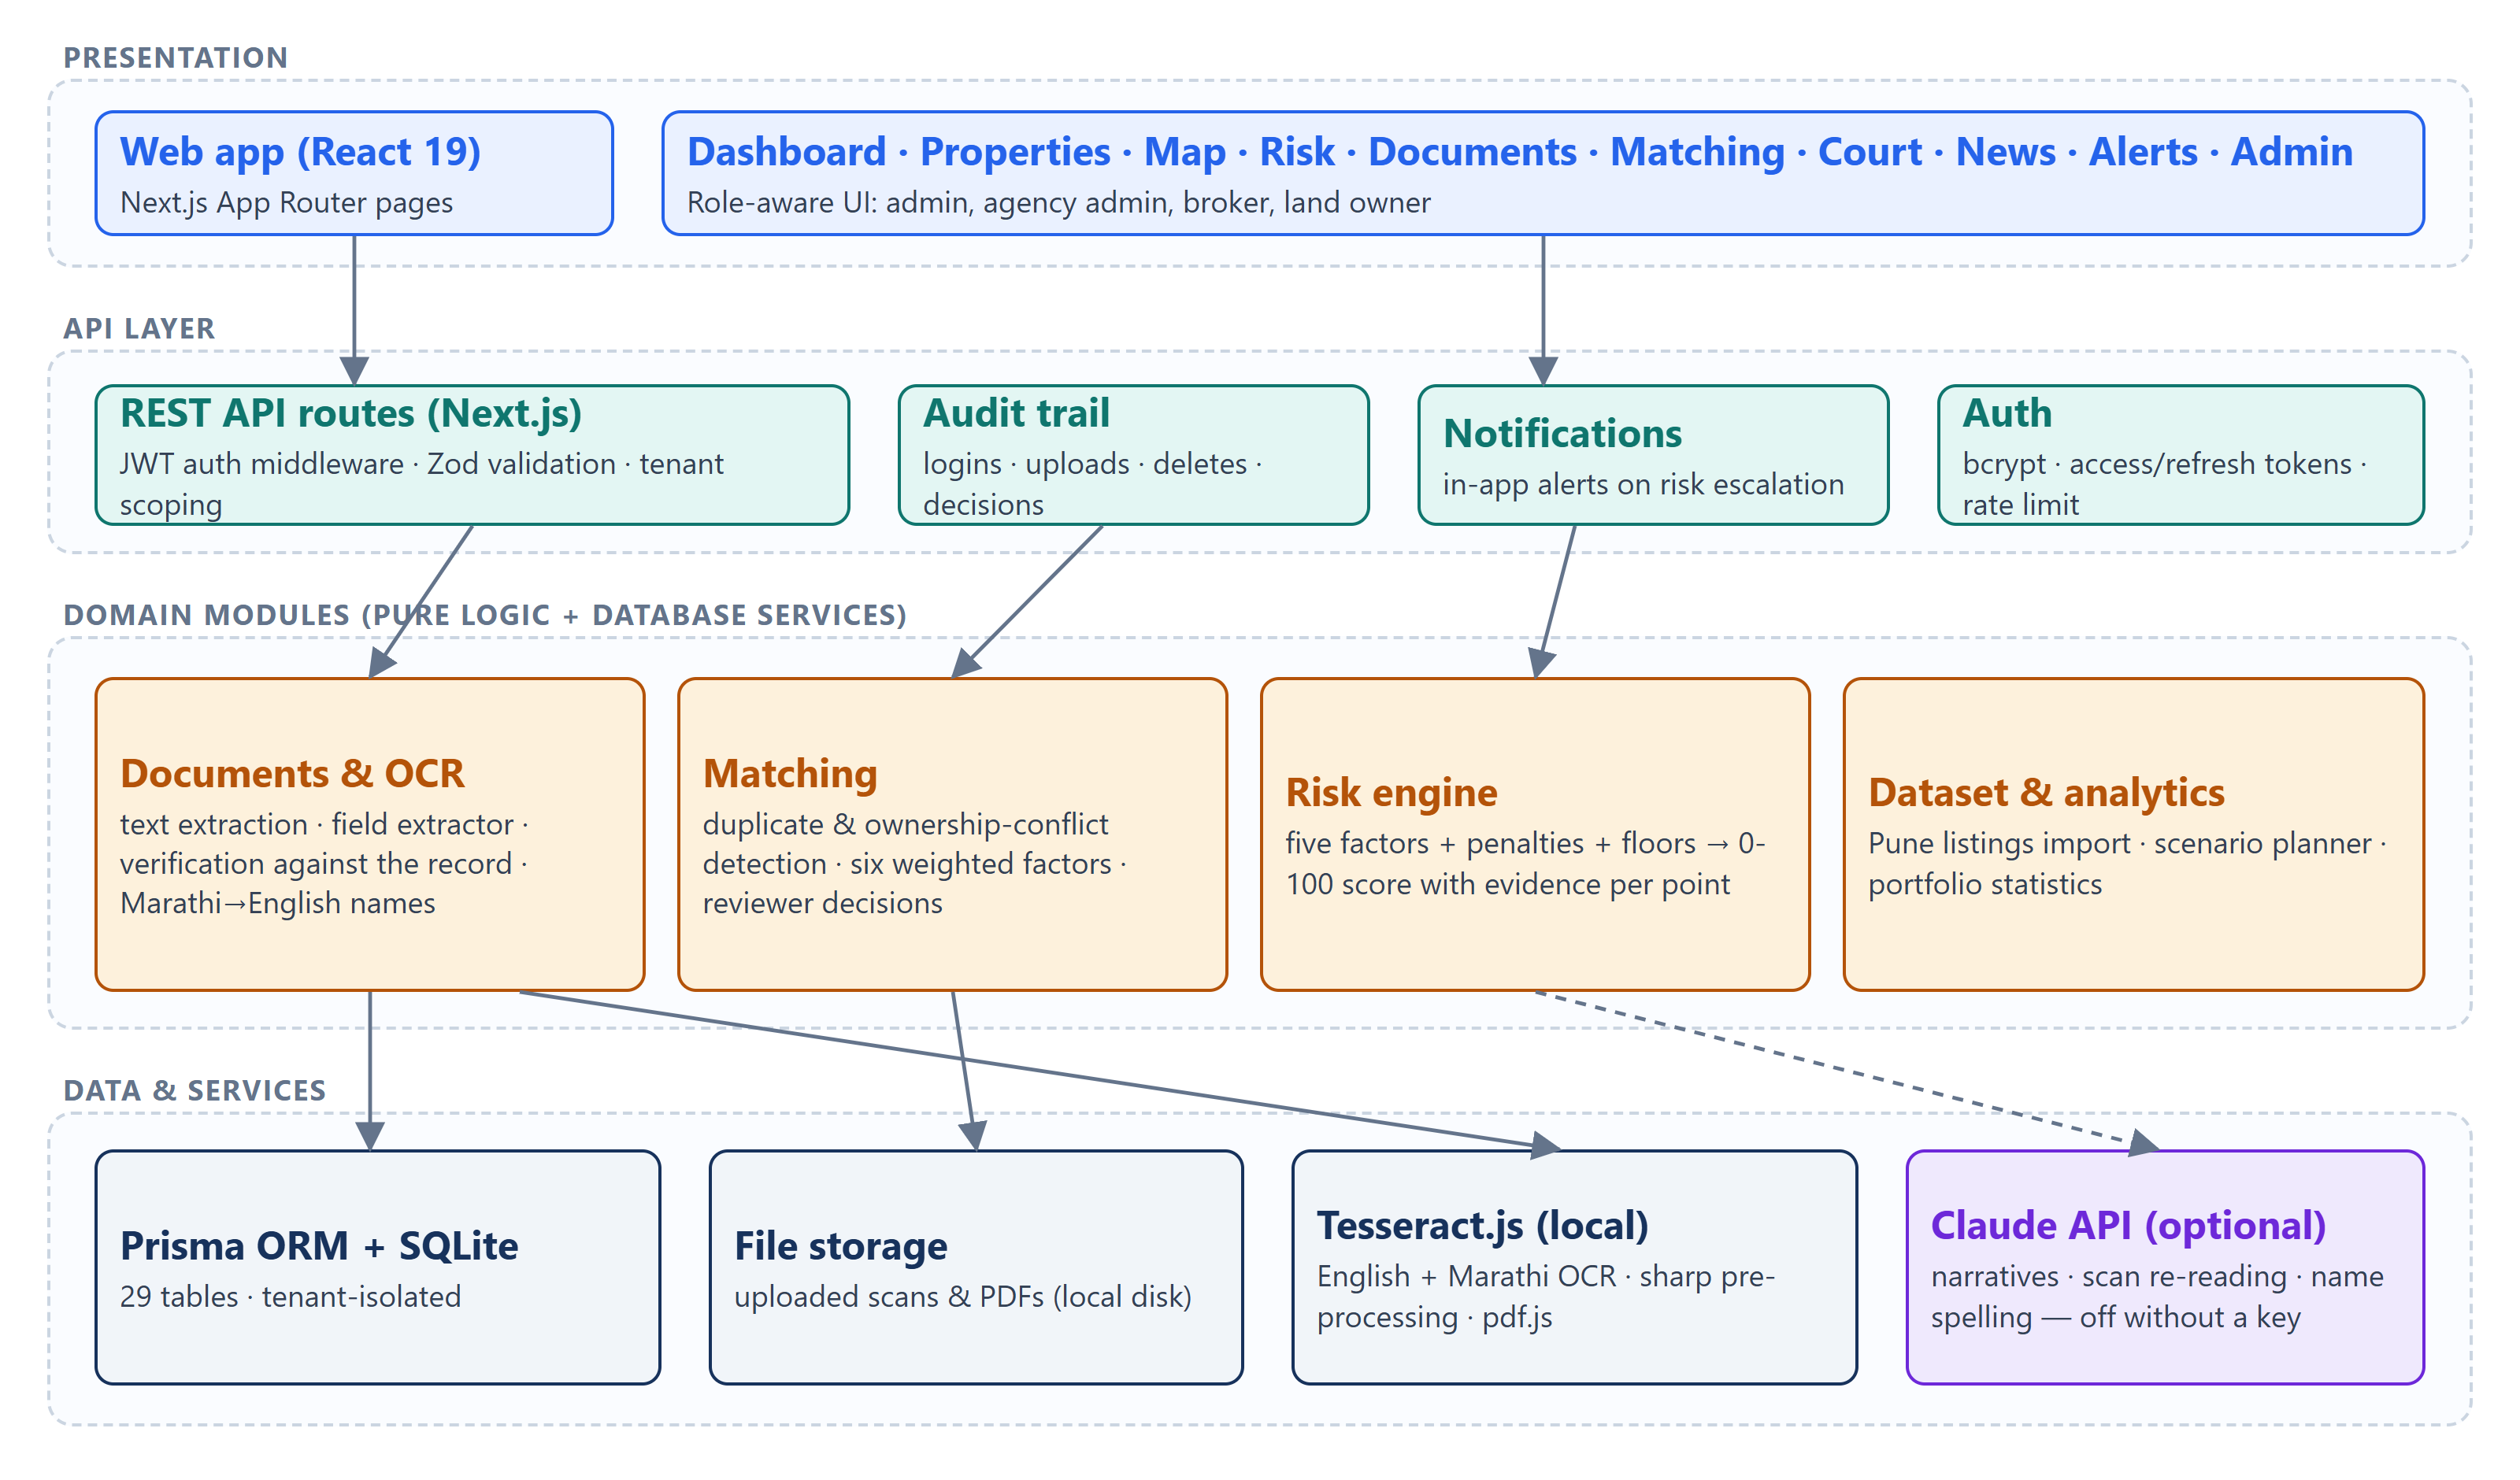 PRESENTATION
Web app (React 19)
Next.js App Router pages
Dashboard · Properties · Map · Risk · Documents · Matching · Court · News · Alerts · Admin
Role-aware UI: admin, agency admin, broker, land owner
API LAYER
REST API routes (Next.js)
JWT auth middleware · Zod validation · tenant
scoping
Audit trail
logins · uploads · deletes ·
decisions
Notifications
in-app alerts on risk escalation
Auth
bcrypt · access/refresh tokens ·
rate limit
DOMAIN MODULES (PURE LOGIC + DATABASE SERVICES)
Documents & OCR
text extraction · field extractor ·
verification against the record ·
Marathi→English names
Matching
duplicate & ownership-conflict
detection · six weighted factors ·
reviewer decisions
Risk engine
five factors + penalties + floors → 0-
100 score with evidence per point
Dataset & analytics
Pune listings import · scenario planner ·
portfolio statistics
DATA & SERVICES
Prisma ORM + SQLite
29 tables · tenant-isolated
File storage
uploaded scans & PDFs (local disk)
Tesseract.js (local)
English + Marathi OCR · sharp pre-
processing · pdf.js
Claude API (optional)
narratives · scan re-reading · name
spelling — off without a key